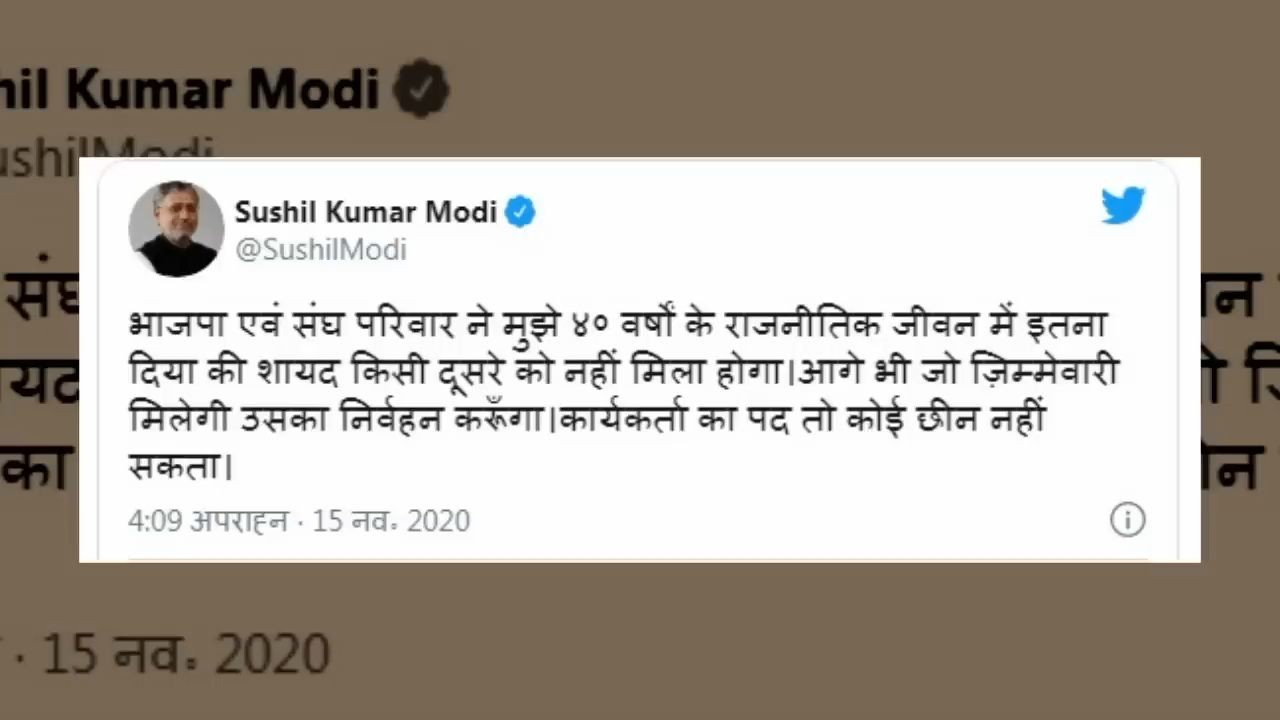 hil Kumar Modi
ushilModi
Sushil Kumar Modi
@SushilModi
भाजपा एवं संघ परिवार ने मुझे ४० वर्षों के राजनीतिक जीवन में इतना
दिया की शायद किसी दूसरे को नहीं मिला होगा|आगे भी जो ज़िम्मेवारी
मिलेगी उसका निर्वहन करूँगा|कार्यकर्ता का पद तो कोई छीन नहीं
सकता|
4:09 अपराह्न · 15 नव॰ 2020
· 15 नव॰ 2020